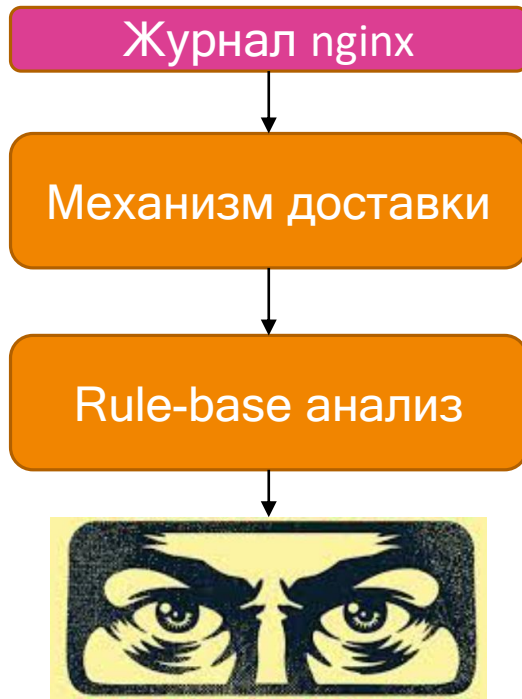 Журнал nginx
Механизм доставки
Rule-base анализ